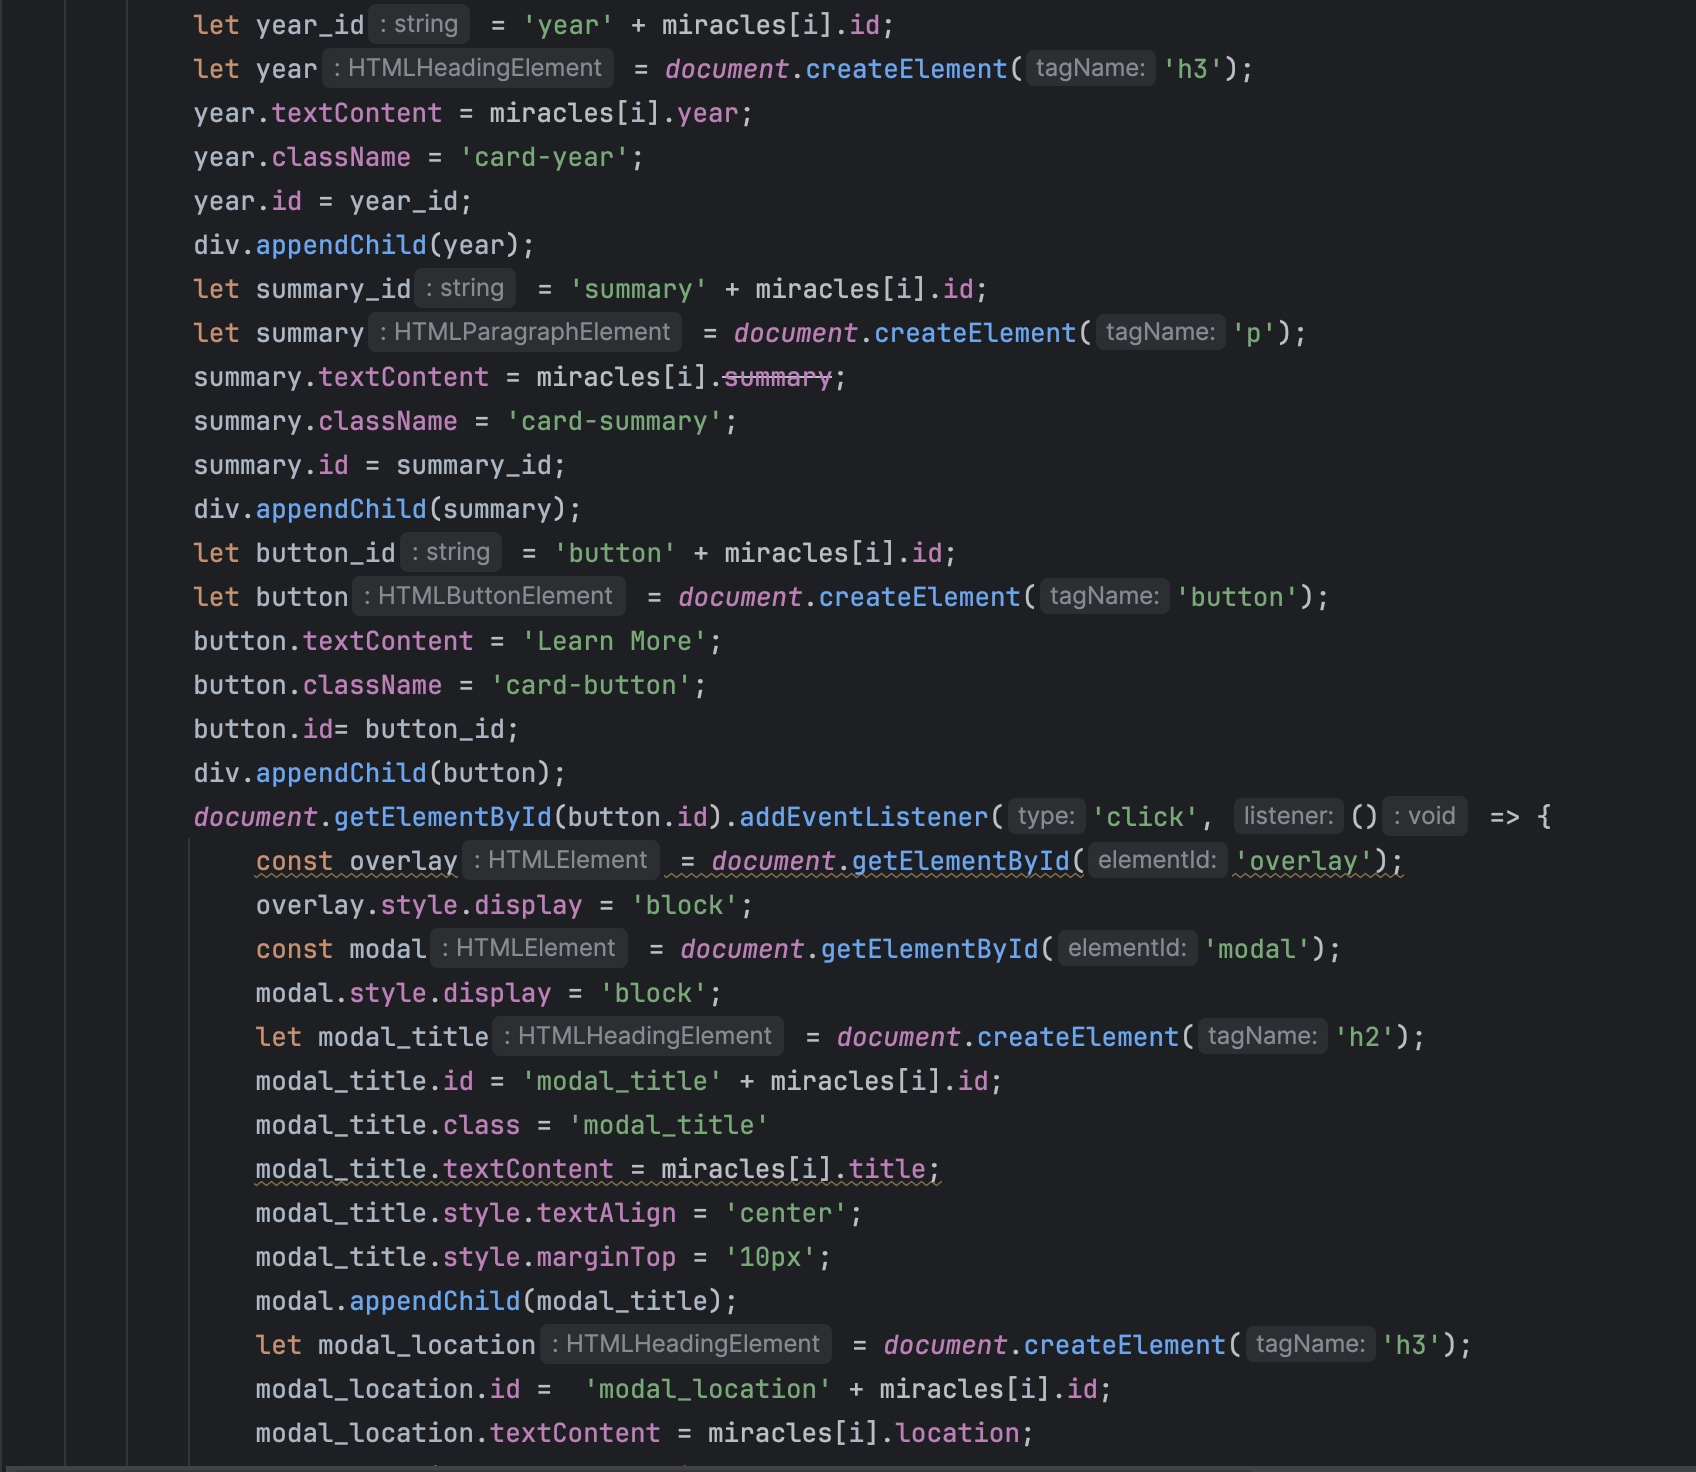 let year_id : string = 'year' + miracles[i].id;
let year : HTMLHeadingElement = document.createElement( tagName: 'h3');
year.textContent = miracles[i].year;
year.className = 'card-year';
year.id = year_id;
div.appendChild(year);
let summary_id : string = 'summary' + miracles[i].id;
let summary : HTMLParagraphElement = document.createElement( tagName: 'p');
summary.textContent = miracles[i].summary;
summary.className = 'card-summary';
summary.id = summary_id;
div.appendChild(summary);
let button_id : string = 'button' + miracles[i].id;
let button : HTMLButtonElement = document.createElement( tagName: 'button');
button.textContent = 'Learn More';
button.className = 'card-button';
button.id= button_id;
div.appendChild(button);
document.getElementById(button.id).addEventListener( type: 'click', listener: () : void => {
const overlay : HTMLElement = document.getElementById( elementId: 'overlay');
overlay.style.display = 'block';
const modal : HTMLElement = document.getElementById( elementId: 'modal');
modal.style.display = 'block';
let modal_title : HTMLHeadingElement = document.createElement( tagName: 'h2');
modal_title.id = 'modal_title' + miracles[i].id;
modal_title.class = 'modal_title'
modal_title.textContent = miracles[i].title;
modal_title.style.textAlign = 'center';
modal_title.style.marginTop = '10px';
modal.appendChild(modal_title);
let modal_location : HTMLHeadingElement = document.createElement( tagName: 'h3');
modal_location.id =  'modal_location' + miracles[i].id;
modal_location.textContent = miracles[i].location;